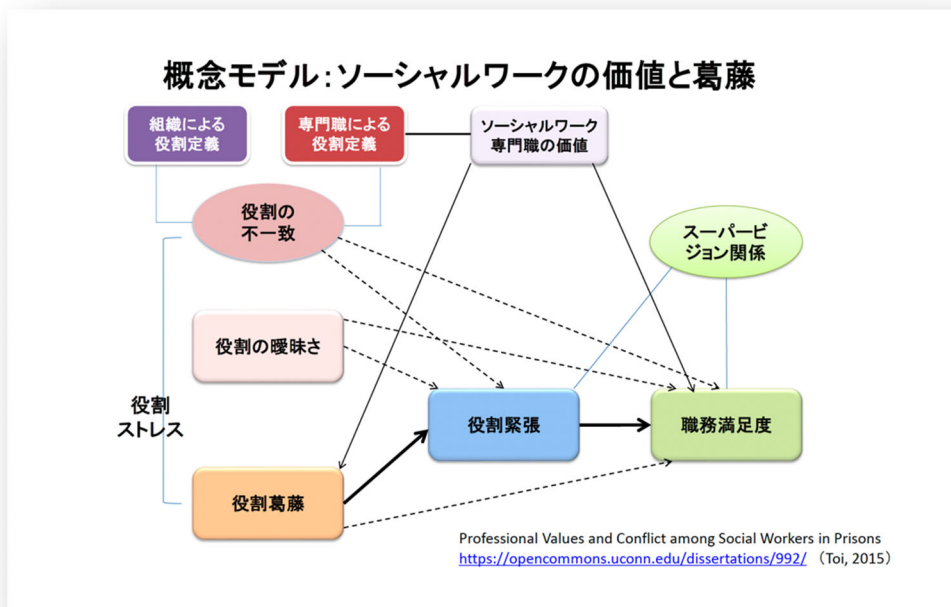 概念モデル：ソーシャルワークの価値と葛藤
組織による
役割定義
専門職による
役割定義
ソーシャルワーク
専門職の価値
役割の
不一致
スーパービ
ジョン関係
役割の曖昧さ
役割
ストレス
役割緊張
職務満足度
役割葛藤
Professional Values and Conflict among Social Workers in Prisons
https://opencommons.uconn.edu/dissertations/992/ （Toi, 2015）